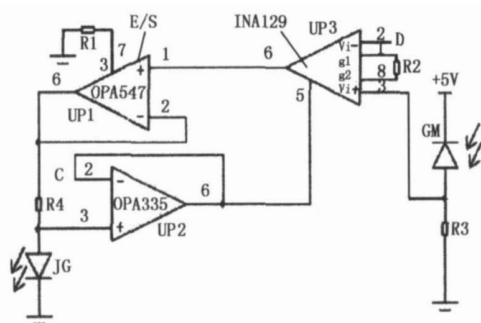 E/S
R1
7
3
1
6
+
OPA547
UP1
-
2
INA129
UP3
6
5
Vi-
2
D
g1
g2
8
R2
Vi+
3
+5V
GM
R3
R4
C
2
-
3
OPA335
+
6
UP2
JG